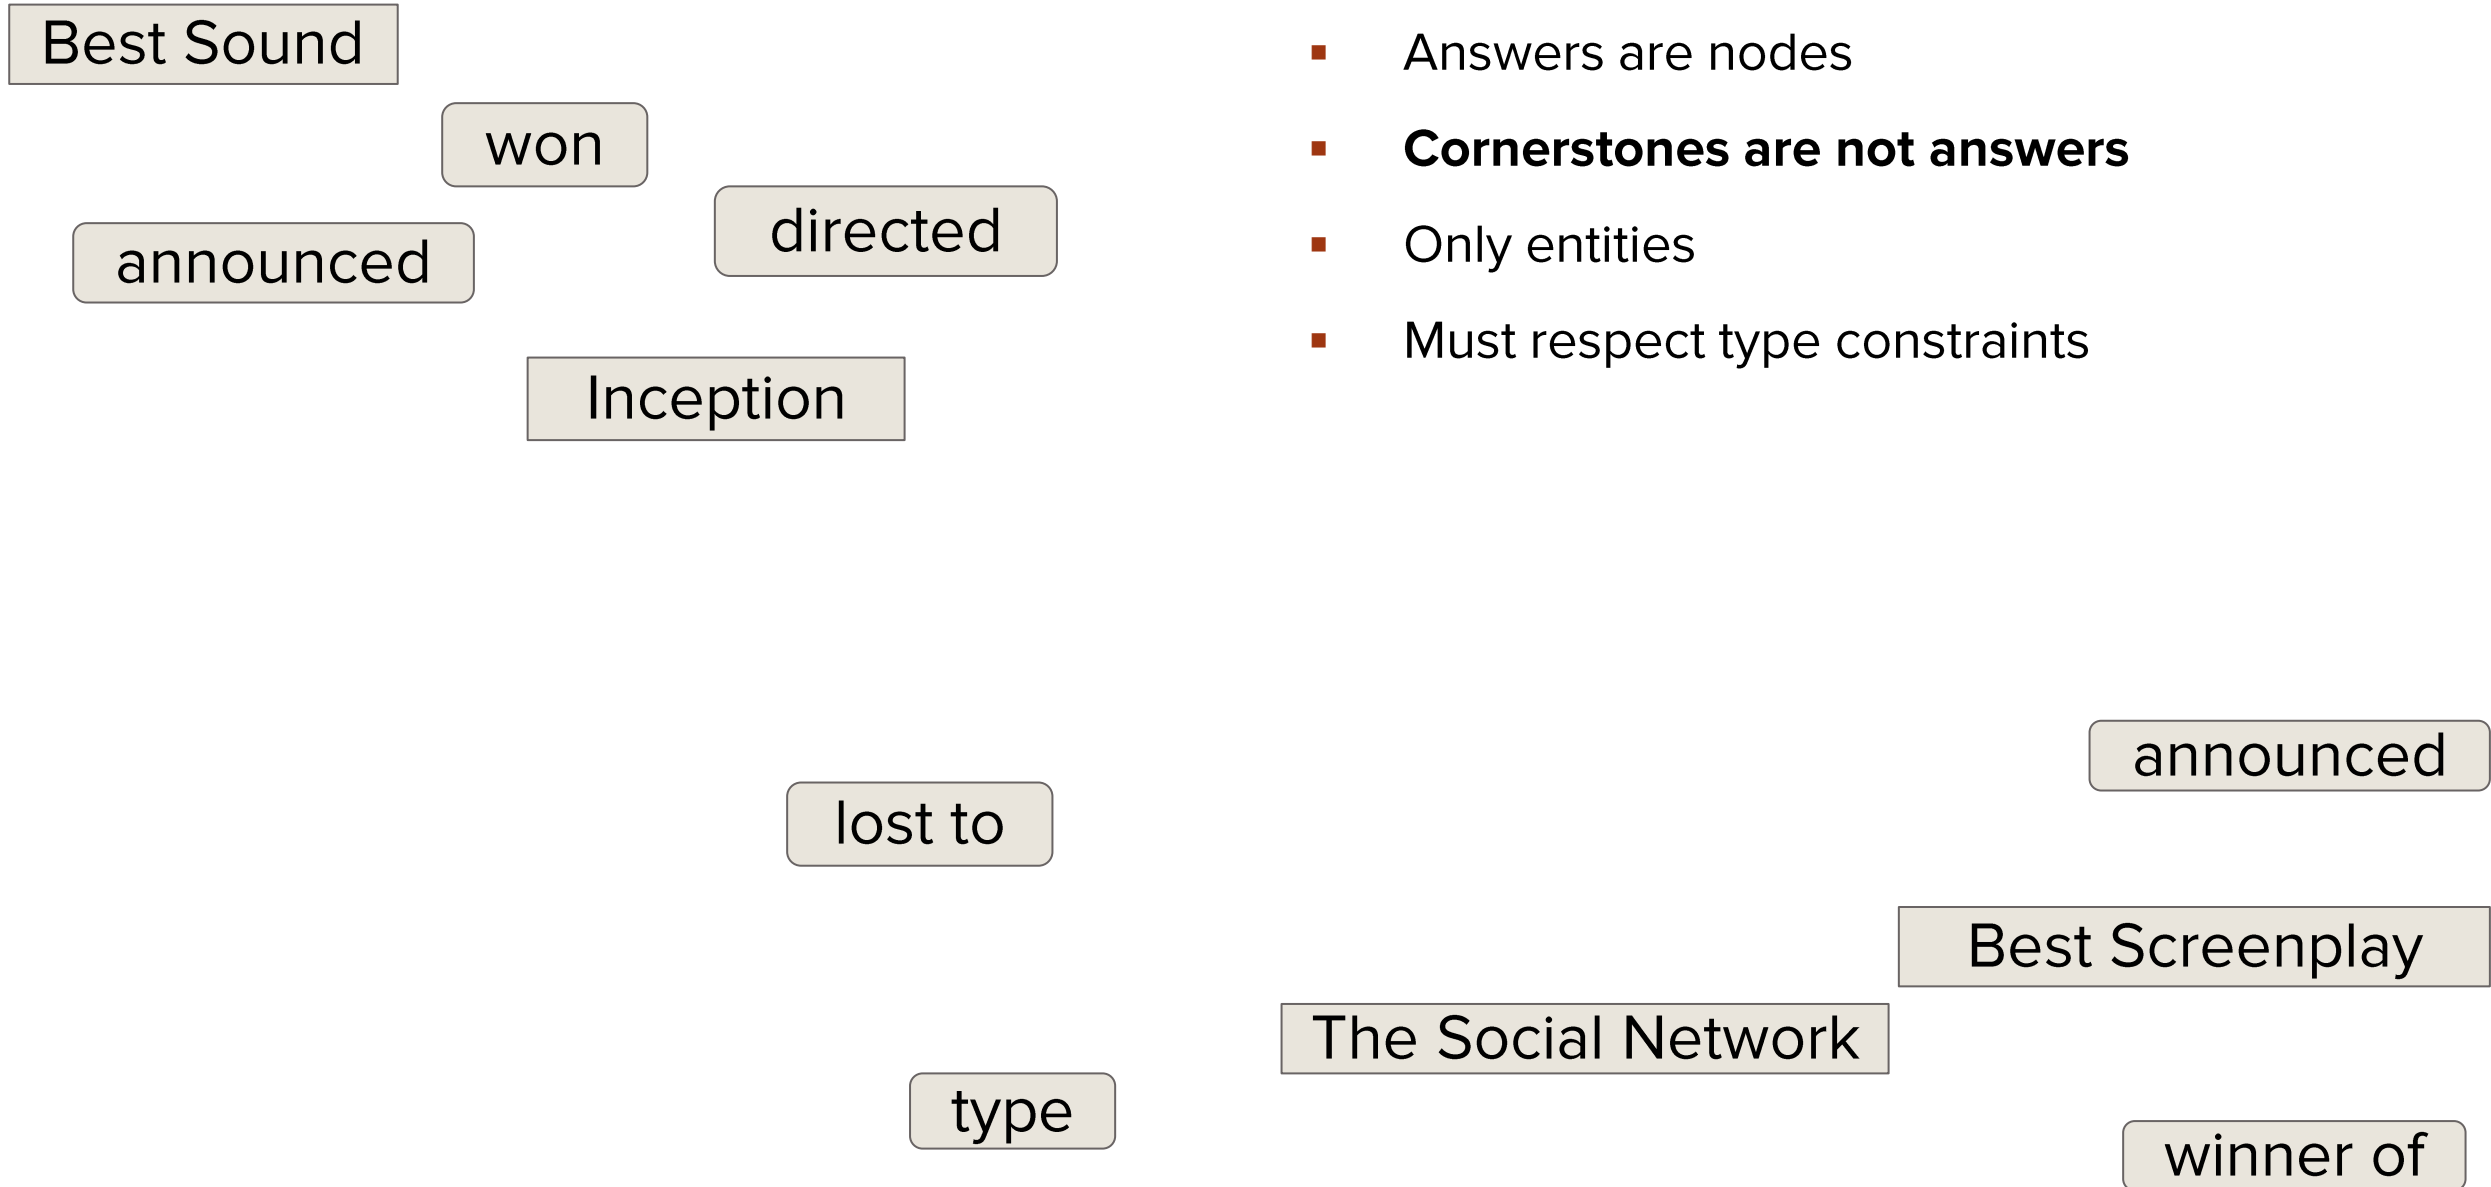 Best Sound
won
directed
announced
Inception
Answers are nodes
Cornerstones are not answers
Only entities
Must respect type constraints
announced
lost to
Best Screenplay
The Social Network
type
winner of